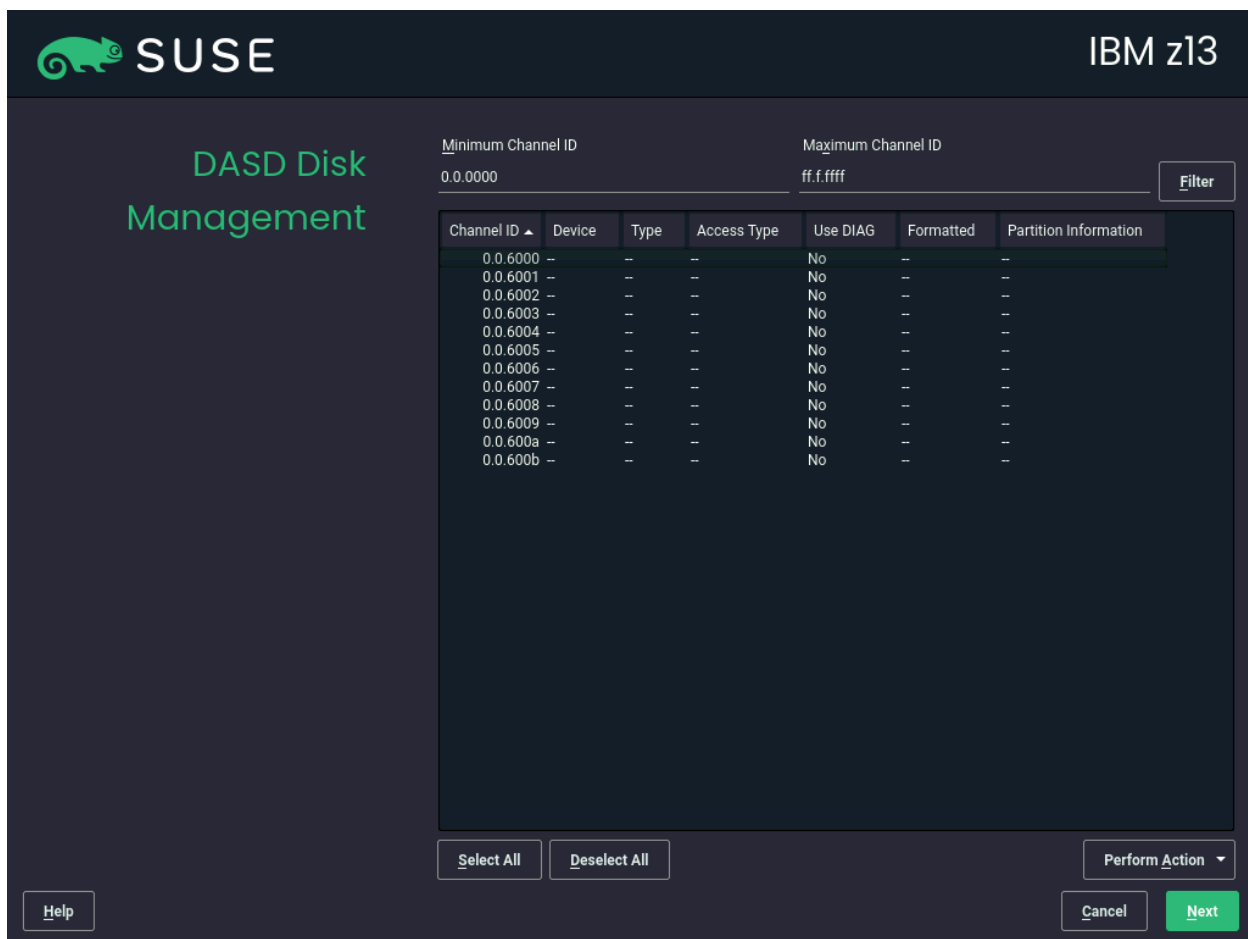 SUSE
IBM z13
DASD Disk
Management
Minimum Channel ID
Maximum Channel ID
0.0.0000
ff.f.ffff
Filter
Channel ID Device Type Access Type Use DIAG Formatted Partition Information
0.0.6000 -- -- -- No -- --
0.0.6001 -- -- -- No -- --
0.0.6002 -- -- -- No -- --
0.0.6003 -- -- -- No -- --
0.0.6004 -- -- -- No -- --
0.0.6005 -- -- -- No -- --
0.0.6006 -- -- -- No -- --
0.0.6007 -- -- -- No -- --
0.0.6008 -- -- -- No -- --
0.0.6009 -- -- -- No -- --
0.0.600a -- -- -- No -- --
0.0.600b -- -- -- No -- --
Select All
Deselect All
Perform Action
Help
Cancel
Next